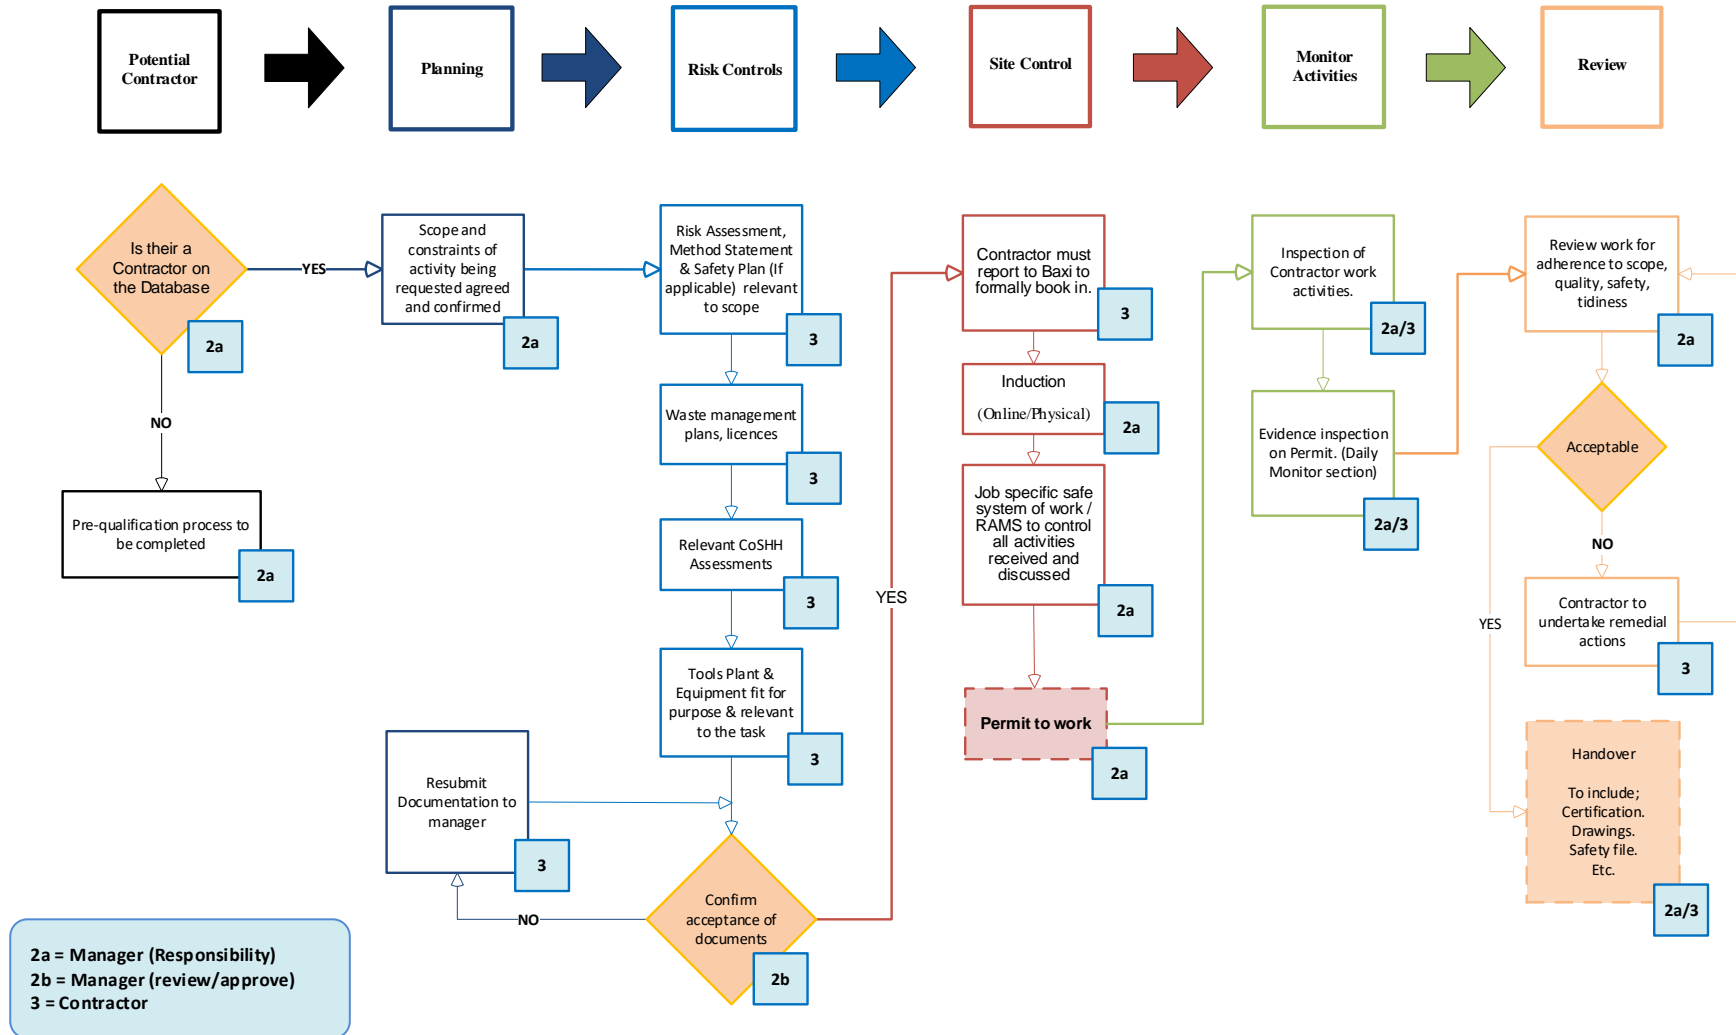 Potential
Contractor
Planning
Risk Controls
Site Control
Monitor
Activities
Review
Is their a
Contractor on
the Database
2a
YES
NO
Pre-qualification process to
be completed
2a
Scope and
constraints of
activity being
requested agreed
and confirmed
2a
Risk Assessment,
Method Statement
& Safety Plan (If
applicable) relevant
to scope
3
Waste management
plans, licences
3
Relevant CoSHH
Assessments
3
Tools Plant &
Equipment fit for
purpose & relevant
to the task
3
Resubmit
Documentation to
manager
3
NO
Confirm
acceptance of
documents
2b
YES
Contractor must
report to Baxi to
formally book in.
3
Induction
(Online/Physical)
2a
Job specific safe
system of work /
RAMS to control
all activities
received and
discussed
2a
Permit to work
2a
Inspection of
Contractor work
activities.
2a/3
Evidence inspection
on Permit. (Daily
Monitor section)
2a/3
Review work for
adherence to scope,
quality, safety,
tidiness
2a
Acceptable
NO
YES
Contractor to
undertake remedial
actions
3
Handover
To include;
Certification.
Drawings.
Safety file.
Etc.
2a/3
2a = Manager (Responsibility)
2b = Manager (review/approve)
3 = Contractor